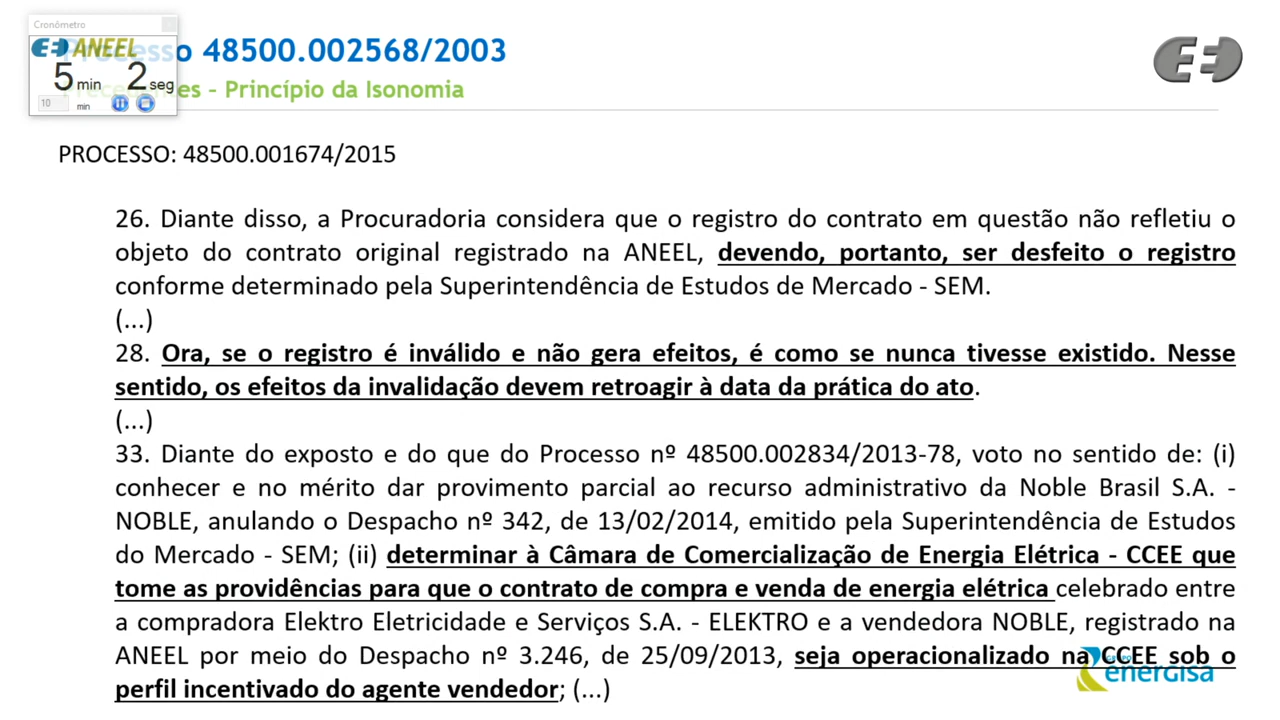 Cronômetro
ANEEL
Processo 48500.002568/2003
5 min 2 seg
10 min
Precedentes - Princípio da Isonomia
PROCESSO: 48500.001674/2015
26. Diante disso, a Procuradoria considera que o registro do contrato em questão não refletiu o
objeto do contrato original registrado na ANEEL, devendo, portanto, ser desfeito o registro
conforme determinado pela Superintendência de Estudos de Mercado - SEM.
(...)
28. Ora, se o registro é inválido e não gera efeitos, é como se nunca tivesse existido. Nesse
sentido, os efeitos da invalidação devem retroagir à data da prática do ato.
(...)
33. Diante do exposto e do que do Processo nº 48500.002834/2013-78, voto no sentido de: (i)
conhecer e no mérito dar provimento parcial ao recurso administrativo da Noble Brasil S.A. -
NOBLE, anulando o Despacho nº 342, de 13/02/2014, emitido pela Superintendência de Estudos
do Mercado - SEM; (ii) determinar à Câmara de Comercialização de Energia Elétrica - CCEE que
tome as providências para que o contrato de compra e venda de energia elétrica celebrado entre
a compradora Elektro Eletricidade e Serviços S.A. - ELEKTRO e a vendedora NOBLE, registrado na
ANEEL por meio do Despacho nº 3.246, de 25/09/2013, seja operacionalizado na CCEE sob o
perfil incentivado do agente vendedor; (...)
energisa